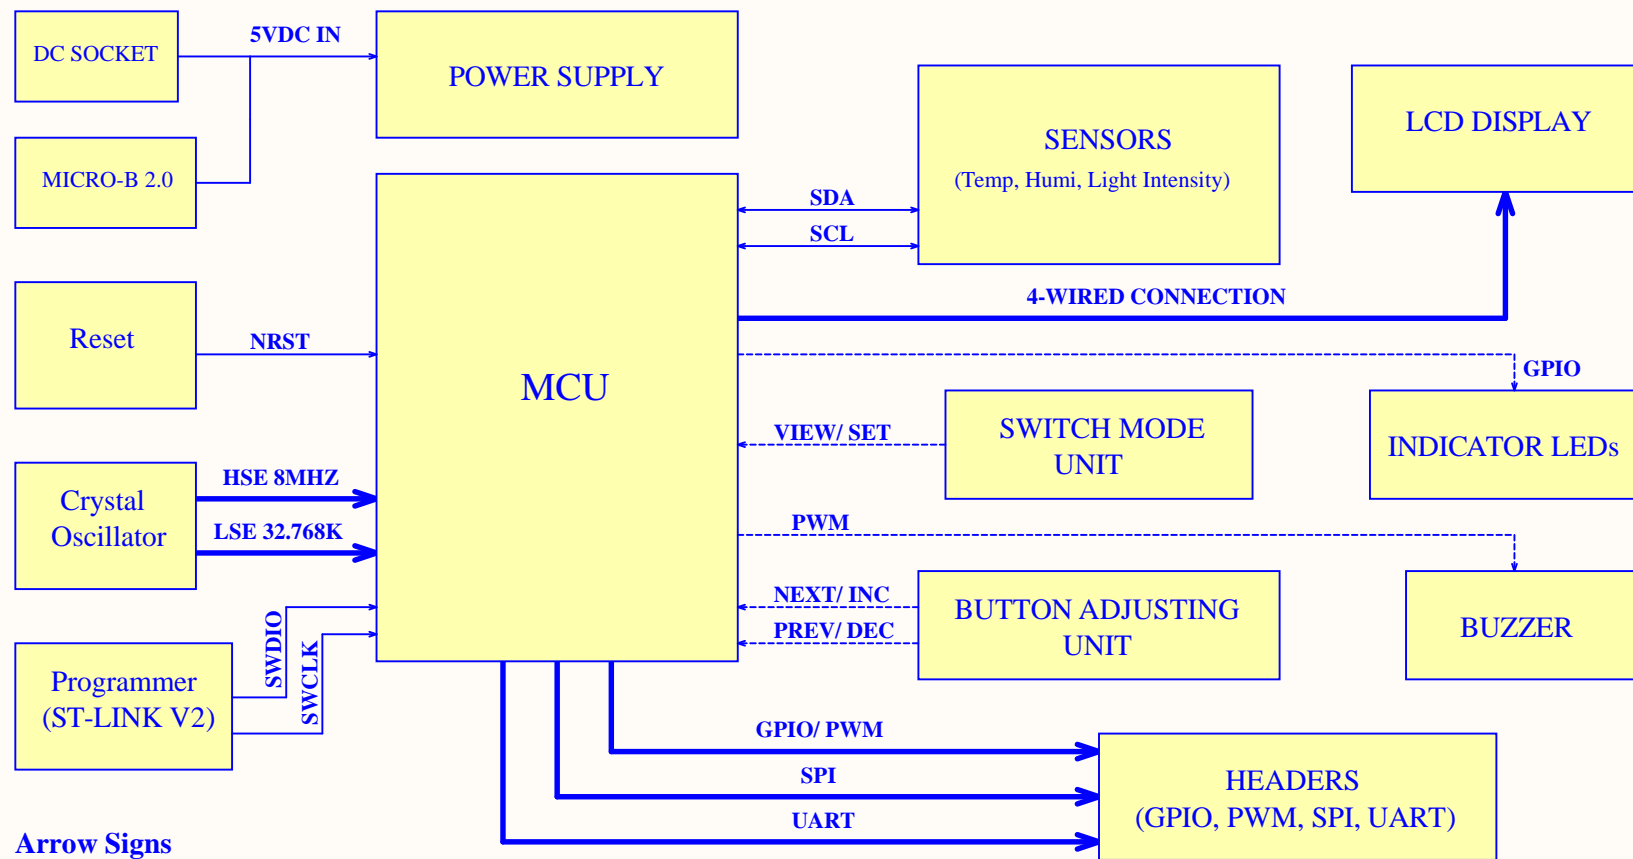 DC SOCKET
5VDC IN
POWER SUPPLY
MICRO-B 2.0
SENSORS
(Temp, Humi, Light Intensity)
LCD DISPLAY
SDA
SCL
4-WIRED CONNECTION
Reset
NRST
MCU
GPIO
INDICATOR LEDs
VIEW/ SET
SWITCH MODE
UNIT
Crystal
Oscillator
HSE 8MHZ
LSE 32.768K
PWM
BUZZER
NEXT/ INC
PREV/ DEC
BUTTON ADJUSTING
UNIT
Programmer
(ST-LINK V2)
SWDIO
SWCLK
GPIO/ PWM
SPI
UART
HEADERS
(GPIO, PWM, SPI, UART)
Arrow Signs